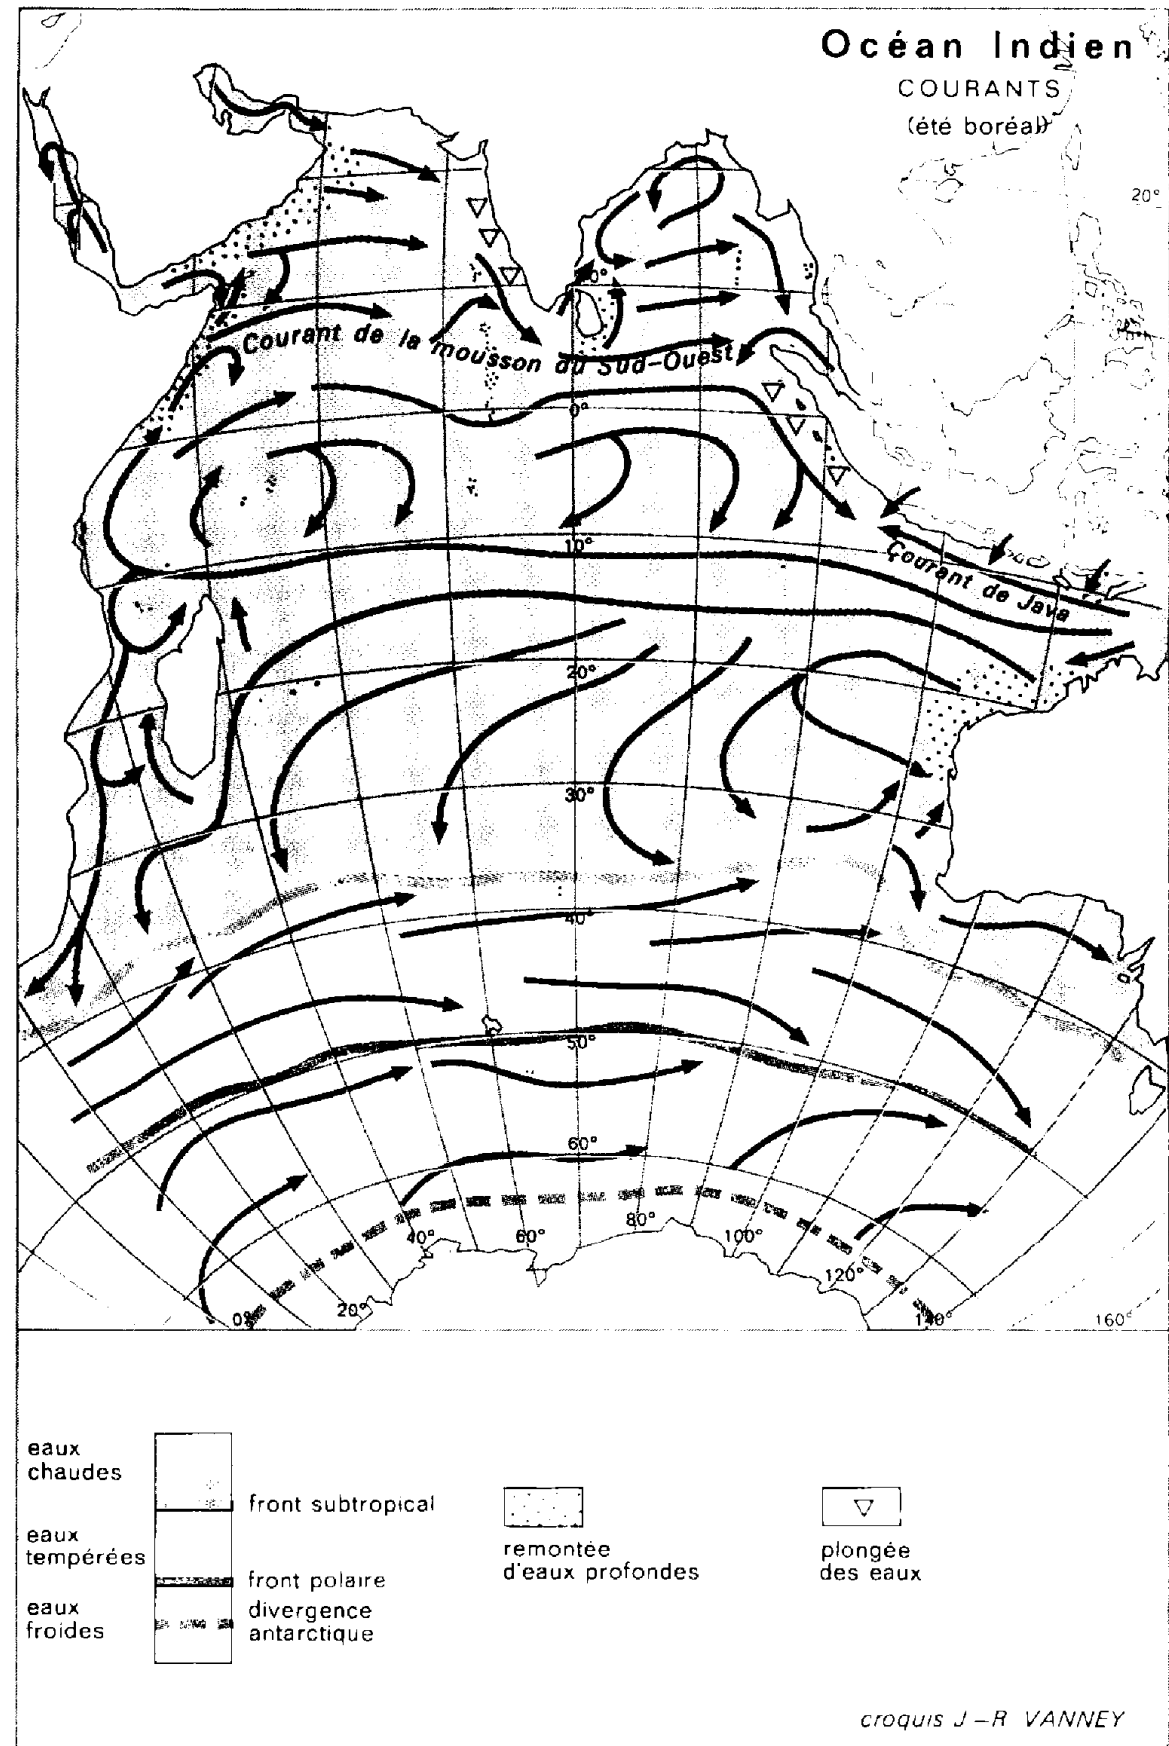 Océan Indien
COURANTS
(été boréal)
20°
10°
Courant de la mousson du Sud-Ouest
0°
10°
Courant de Java
20°
30°
40°
50°
60°
0°
20°
40°
60°
80°
100°
120°
140°
160°
eaux
chaudes
front subtropical
eaux
tempérées
front polaire
eaux
froides
divergence
antarctique
remontée
d'eaux profondes
plongée
des eaux
croquis J-R VANNEY